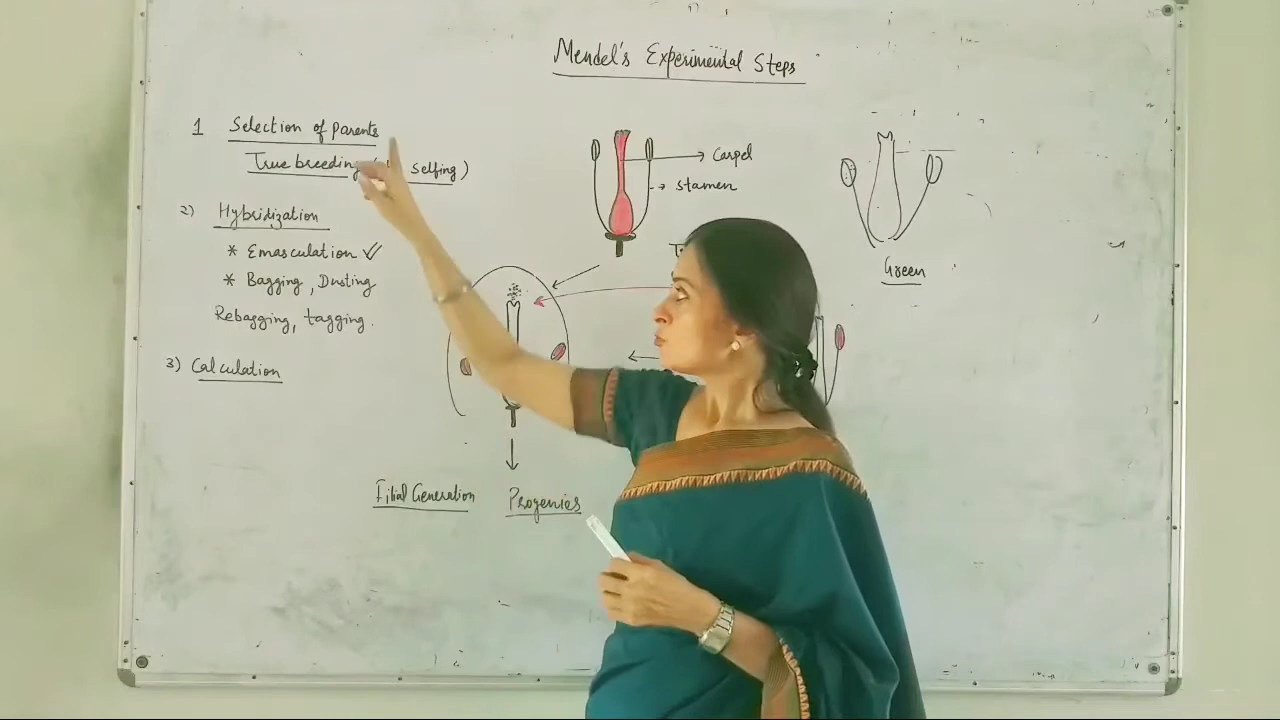 Mendel's Experimental Steps
1 Selection of parents
True breeding ( selfing)
2) Hybridization
* Emasculation ✓
* Bagging, Dusting
Rebagging, tagging.
3) Calculation
Carpel
Stamen
Green
Filial Generation
Progenies